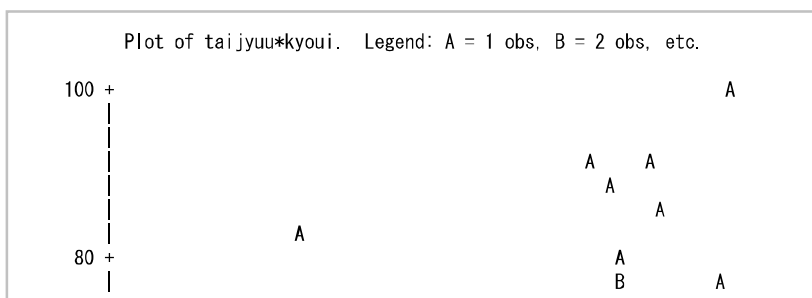 Plot of taijyuu*kyoui.  Legend: A = 1 obs, B = 2 obs, etc.
100 + A
|
|
| A A
| A
| A
| A
80 + A
| B A